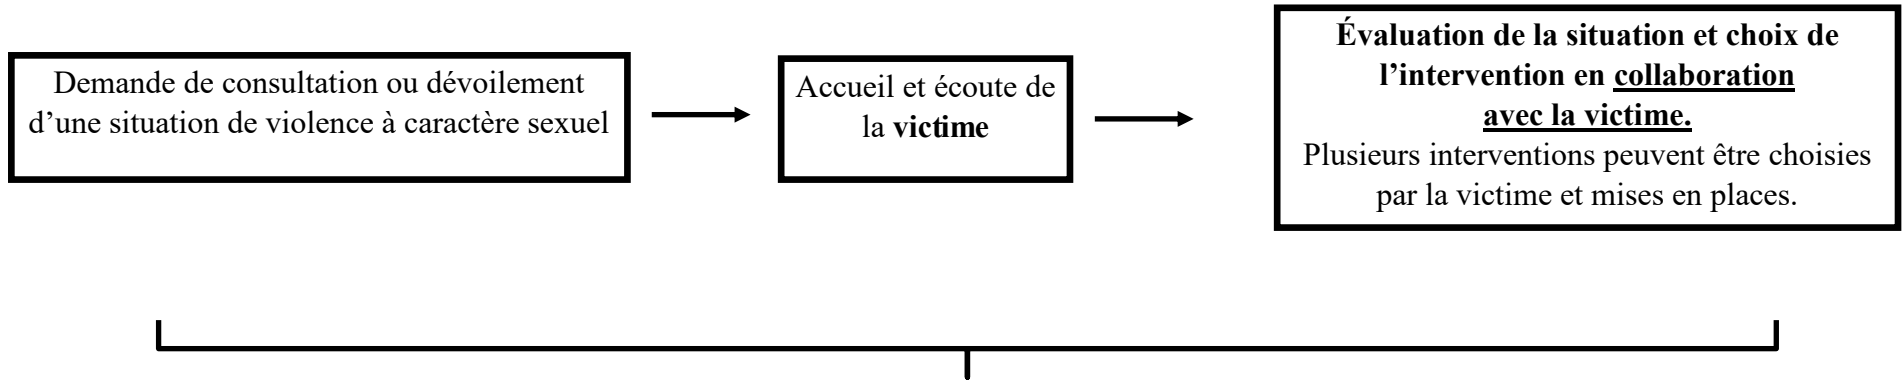 Demande de consultation ou dévoilement
d’une situation de violence à caractère sexuel
Accueil et écoute de
la victime
Évaluation de la situation et choix de
l’intervention en collaboration
avec la victime.
Plusieurs interventions peuvent être choisies
par la victime et mises en places.